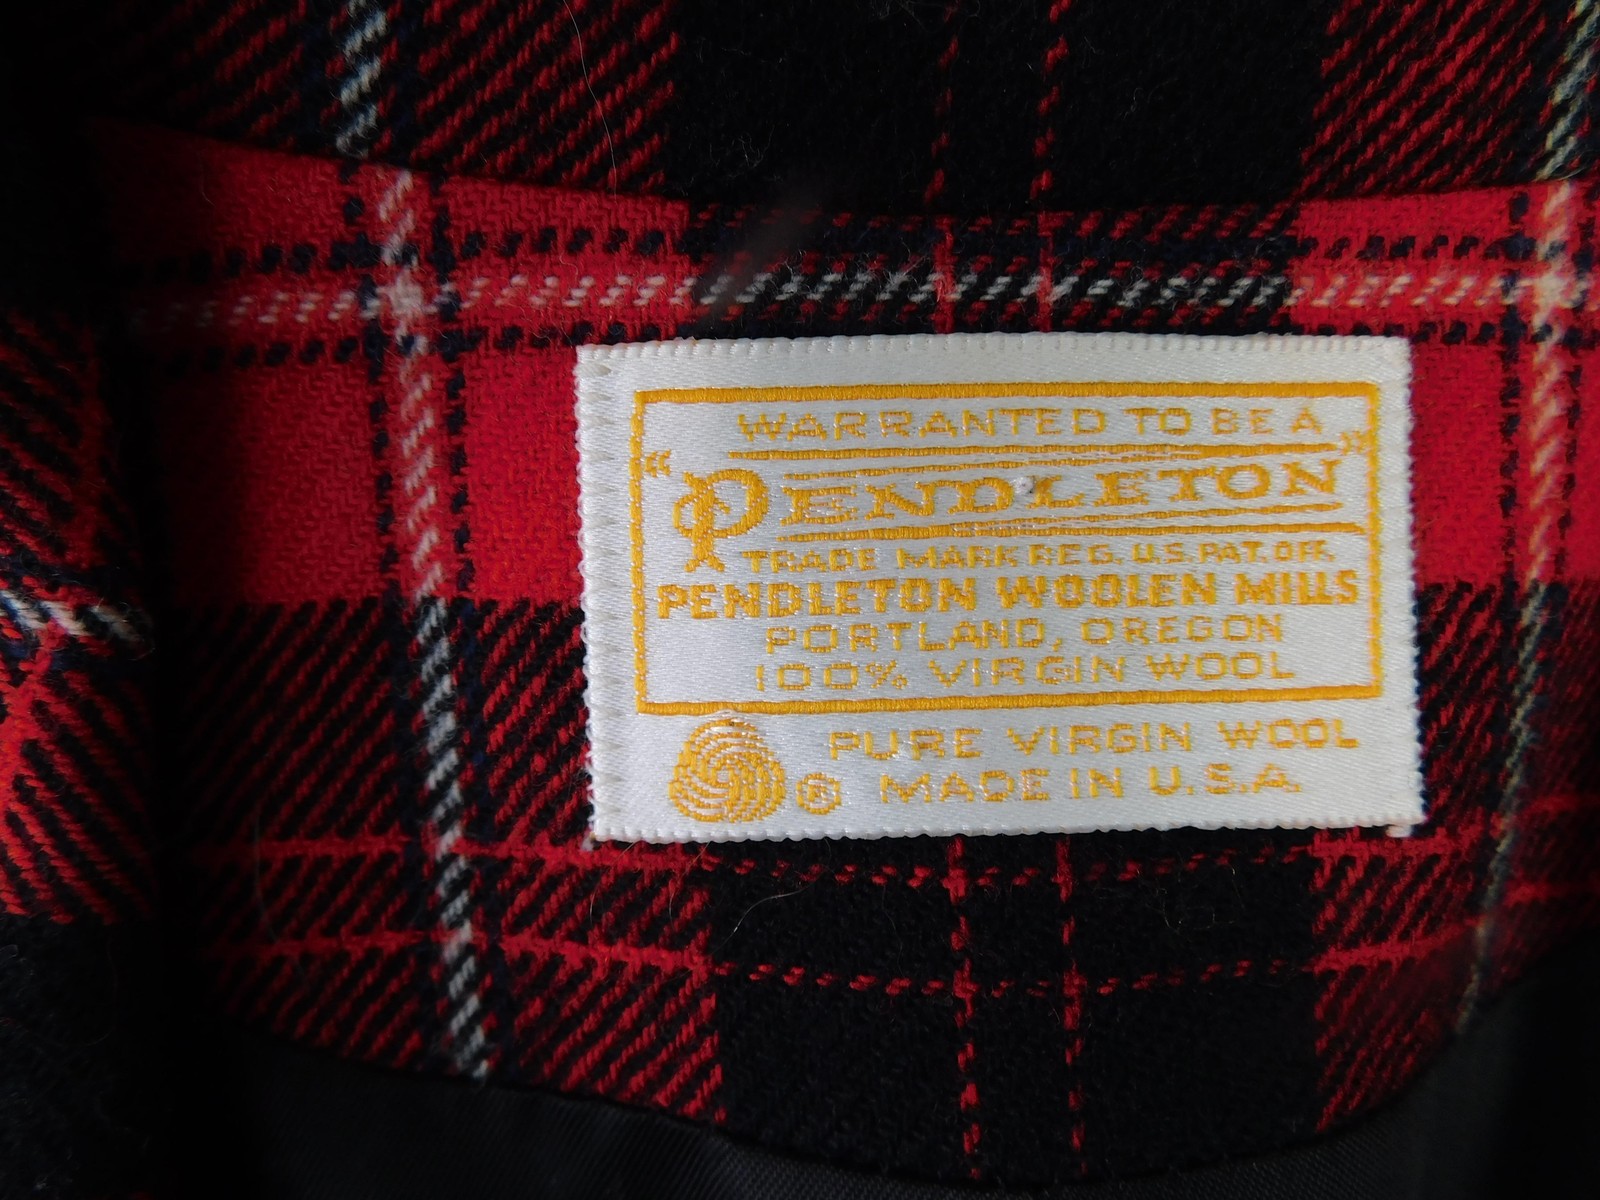 WARRANTED TO BE A
"PENDLETON"
TRADE MARK REG. U.S. PAT. OFF.
PENDLETON WOOLEN MILLS
PORTLAND, OREGON
100% VIRGIN WOOL
PURE VIRGIN WOOL
® MADE IN U.S.A.